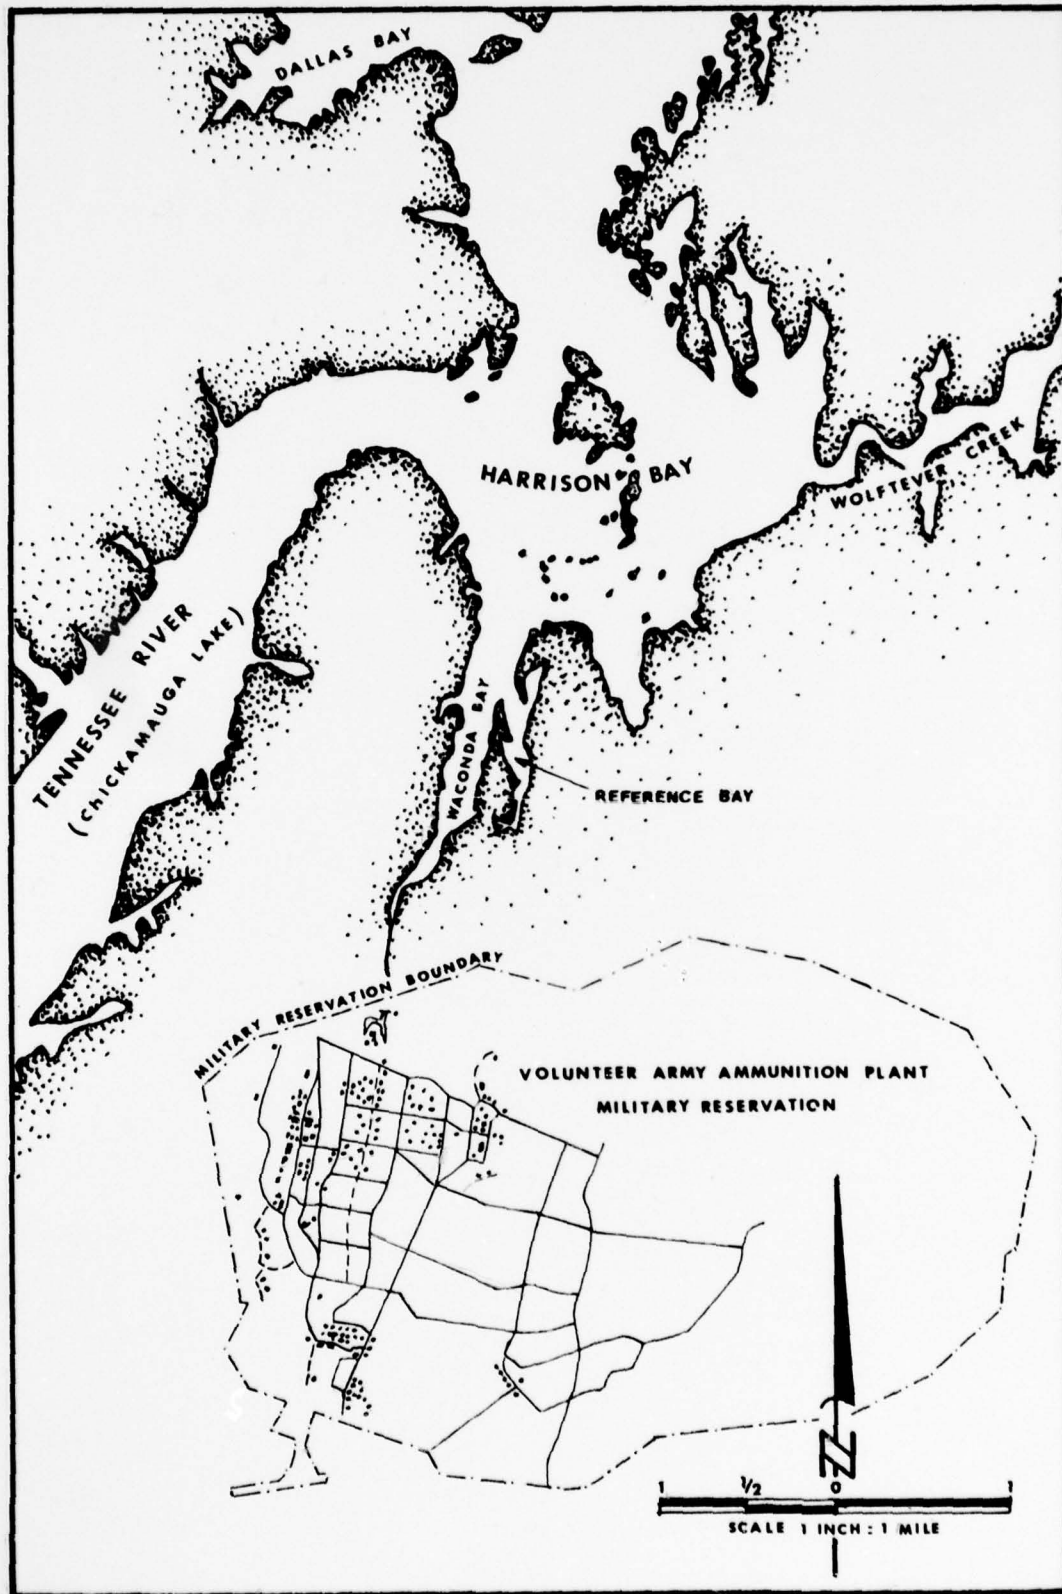 DALLAS BAY
HARRISON BAY
WOLFTEVER CREEK
TENNESSEE RIVER
(CHICKAMAUGA LAKE)
WACONDA BAY
REFERENCE BAY
MILITARY RESERVATION BOUNDARY
VOLUNTEER ARMY AMMUNITION PLANT
MILITARY RESERVATION
N
1 1/2 0 1
SCALE 1 INCH : 1 MILE